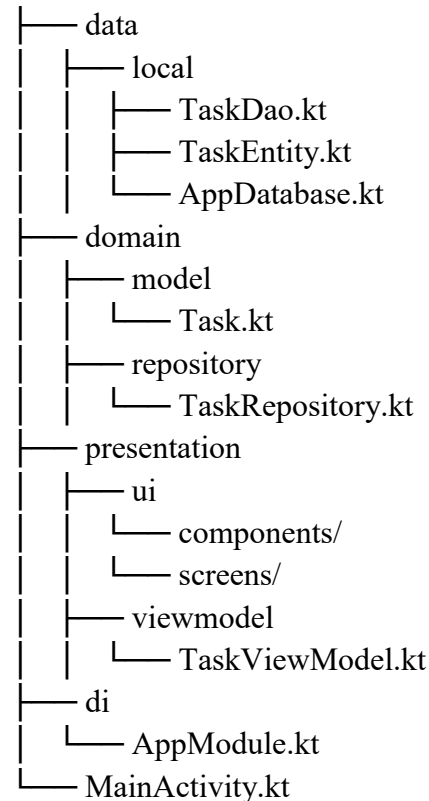 ├── data
│   ├── local
│   │   ├── TaskDao.kt
│   │   ├── TaskEntity.kt
│   │   └── AppDatabase.kt
├── domain
│   ├── model
│   │   └── Task.kt
│   ├── repository
│   │   └── TaskRepository.kt
├── presentation
│   ├── ui
│   │   └── components/
│   │   └── screens/
│   ├── viewmodel
│   │   └── TaskViewModel.kt
├── di
│   └── AppModule.kt
└── MainActivity.kt